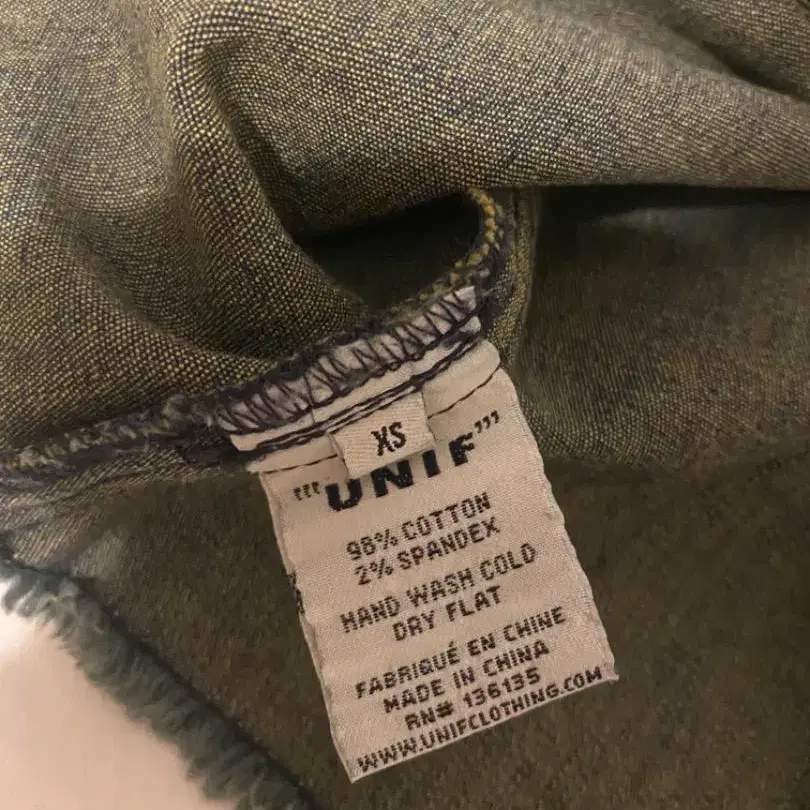 XS
"'UNIF'"
98% COTTON
2% SPANDEX
HAND WASH COLD
DRY FLAT
FABRIQUÉ EN CHINE
MADE IN CHINA
RN# 136135
WWW.UNIFCLOTHING.COM